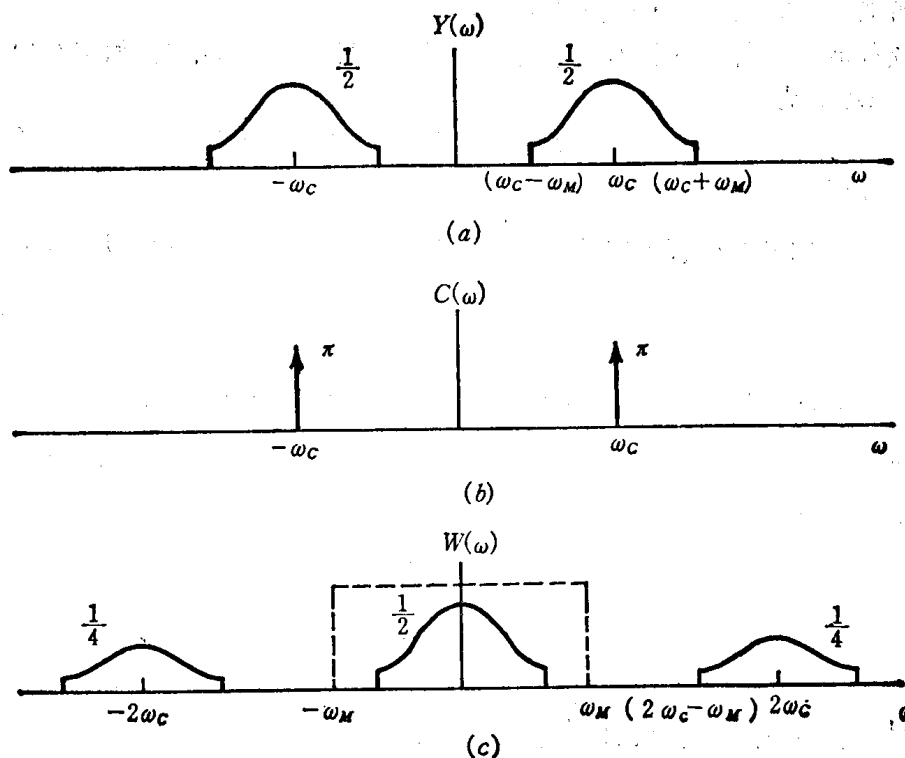 Y(ω)
1/2 1/2
-ω_C (ω_C-ω_M) ω_C (ω_C+ω_M) ω
(a)
C(ω)
π π
-ω_C ω_C ω
(b)
W(ω)
1/4 1/2 1/4
-2ω_C -ω_M ω_M (2ω_C-ω_M) 2ω_C
(c)